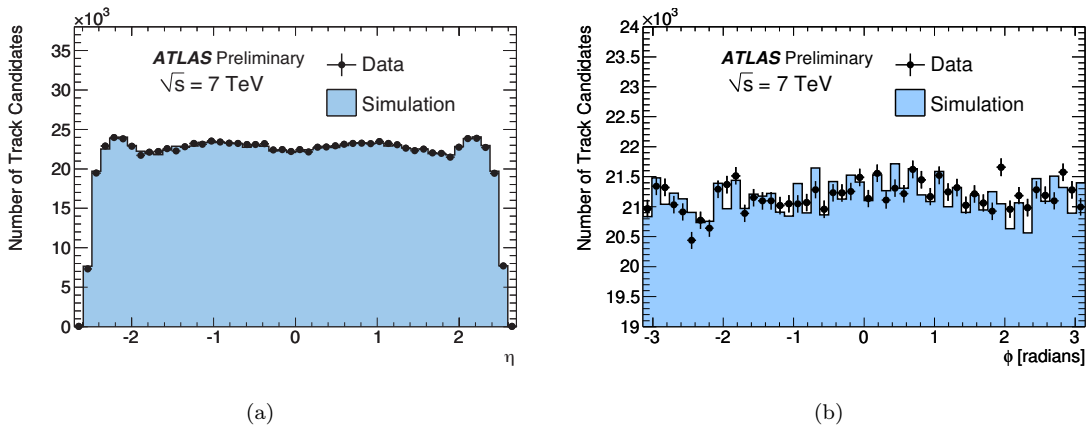 ×10³
Number of Track Candidates
35
30
25
20
15
10
5
0
ATLAS Preliminary
√s = 7 TeV
Data
Simulation
-2
-1
0
1
2
η
(a)
×10³
Number of Track Candidates
24
23.5
23
22.5
22
21.5
21
20.5
20
19.5
19
ATLAS Preliminary
√s = 7 TeV
Data
Simulation
-3
-2
-1
0
1
2
3
ϕ [radians]
(b)